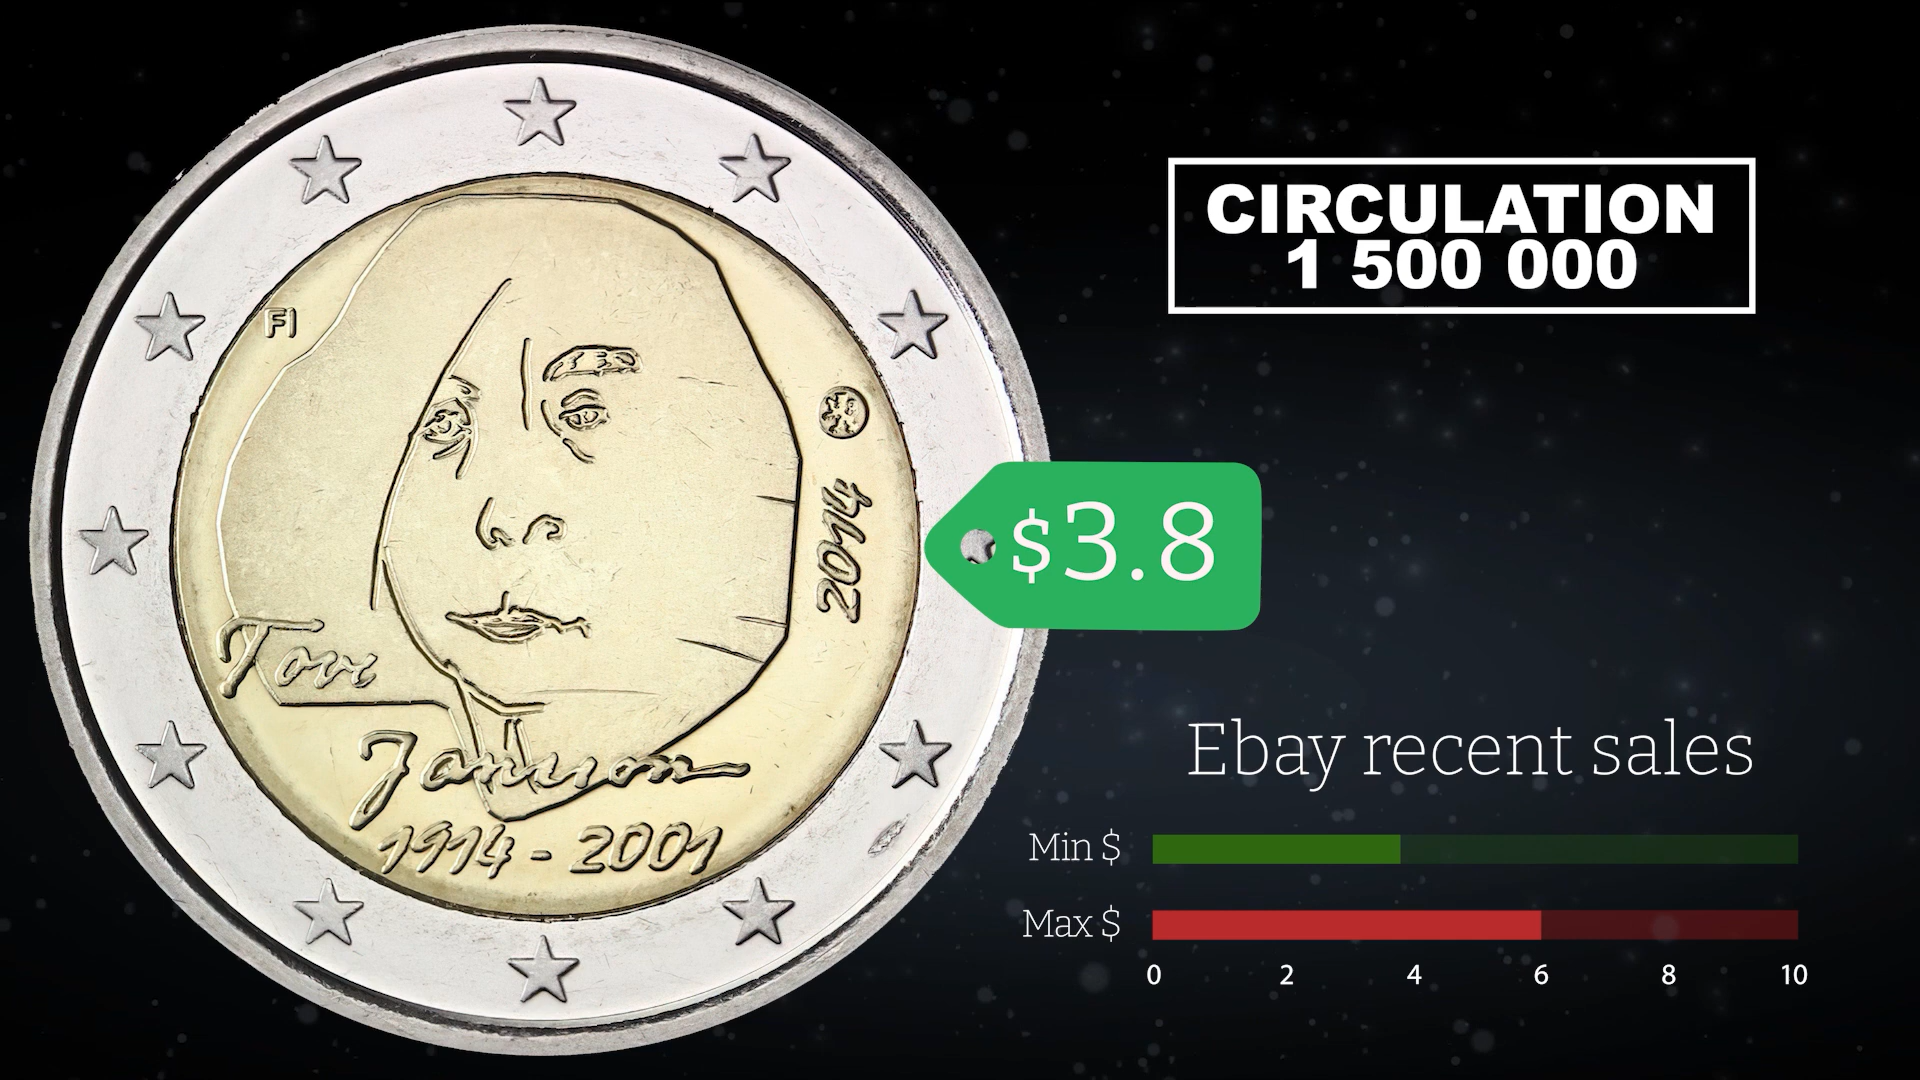 CIRCULATION
1 500 000
FI
2014
$3.8
Tove
Jansson
1914 - 2001
Ebay recent sales
Min $
Max $
0 2 4 6 8 10